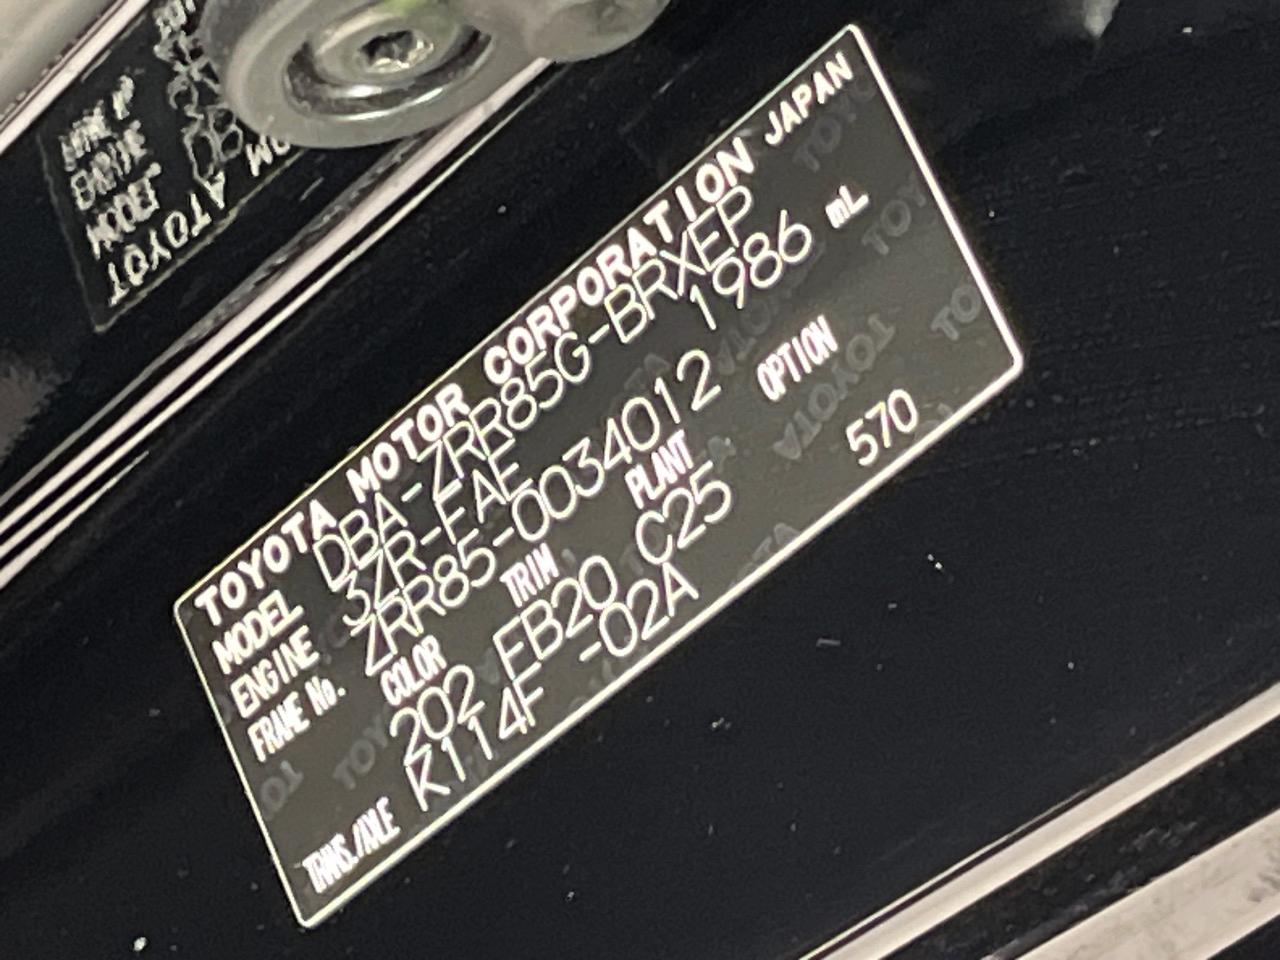 TOYOTA MOTOR CORPORATION JAPAN
MODEL DBA-ZRR85G-BRXEP
ENGINE 3ZR-FAE 1986 mL
FRAME No. ZRR85-0034012
COLOR TRIM PLANT OPTION
202 FB20 C25 570
TRANS./AXLE K114F -02A